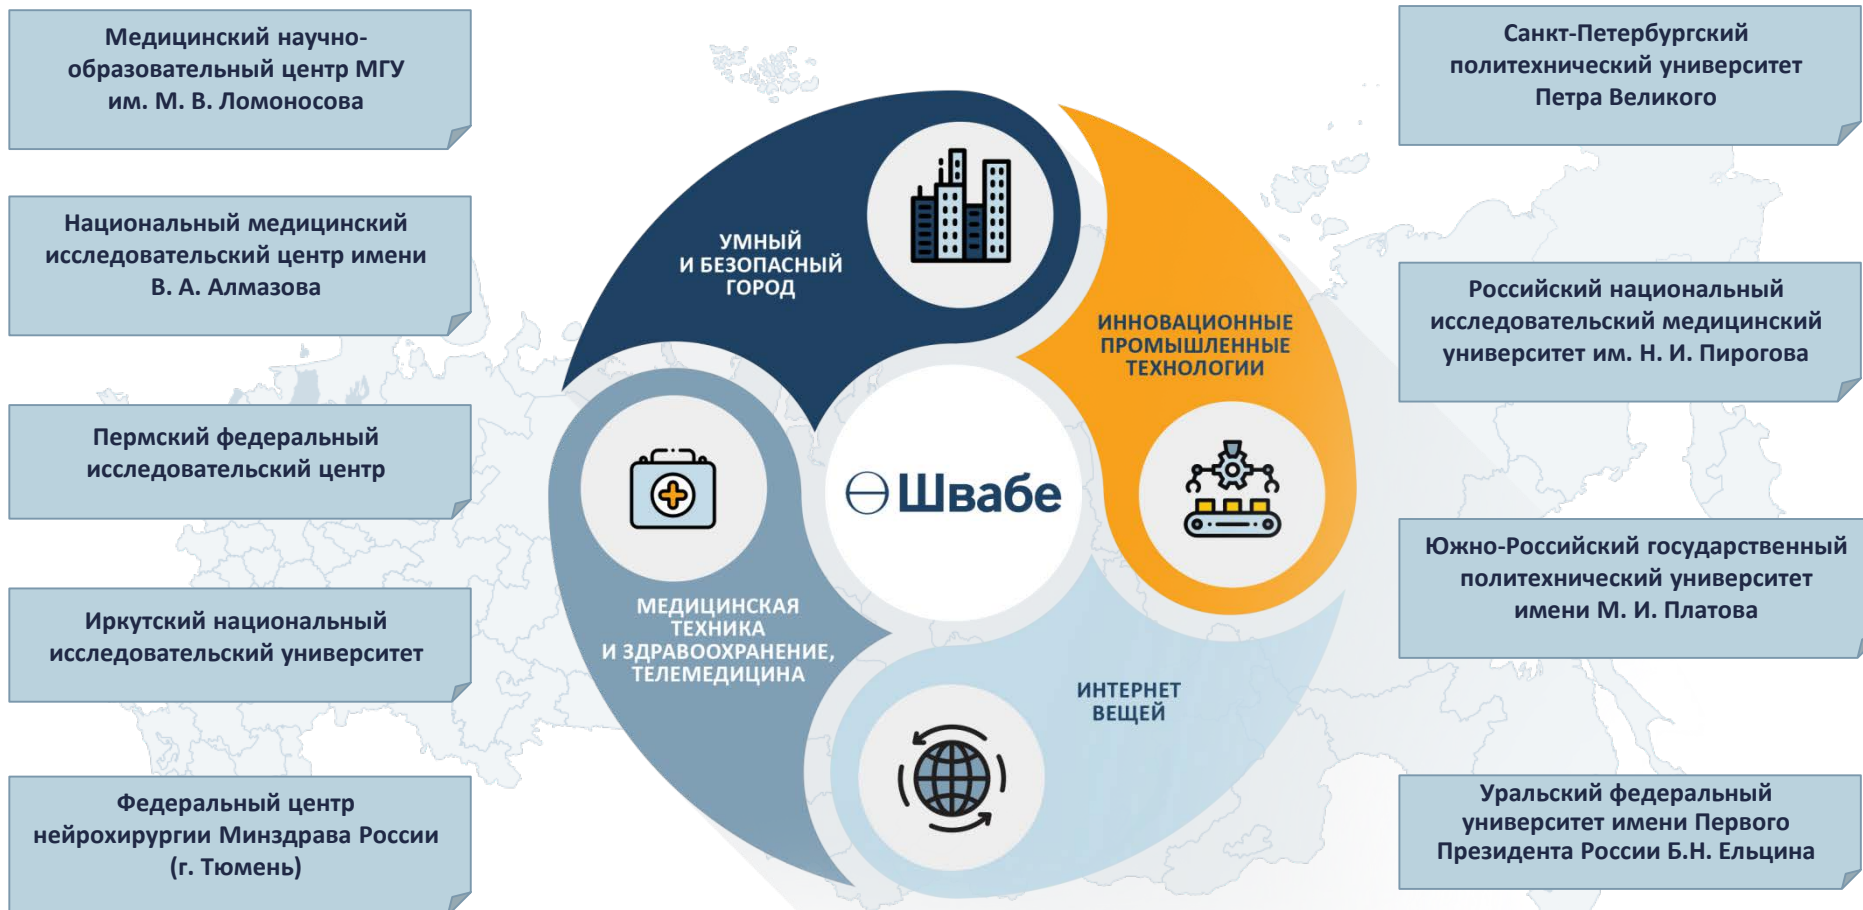 Медицинский научно-
образовательный центр МГУ
им. М. В. Ломоносова
Национальный медицинский
исследовательский центр имени
В. А. Алмазова
Пермский федеральный
исследовательский центр
Иркутский национальный
исследовательский университет
Федеральный центр
нейрохирургии Минздрава России
(г. Тюмень)
УМНЫЙ
И БЕЗОПАСНЫЙ
ГОРОД
ИННОВАЦИОННЫЕ
ПРОМЫШЛЕННЫЕ
ТЕХНОЛОГИИ
Швабе
МЕДИЦИНСКАЯ
ТЕХНИКА
И ЗДРАВООХРАНЕНИЕ,
ТЕЛЕМЕДИЦИНА
ИНТЕРНЕТ
ВЕЩЕЙ
Санкт-Петербургский
политехнический университет
Петра Великого
Российский национальный
исследовательский медицинский
университет им. Н. И. Пирогова
Южно-Российский государственный
политехнический университет
имени М. И. Платова
Уральский федеральный
университет имени Первого
Президента России Б.Н. Ельцина